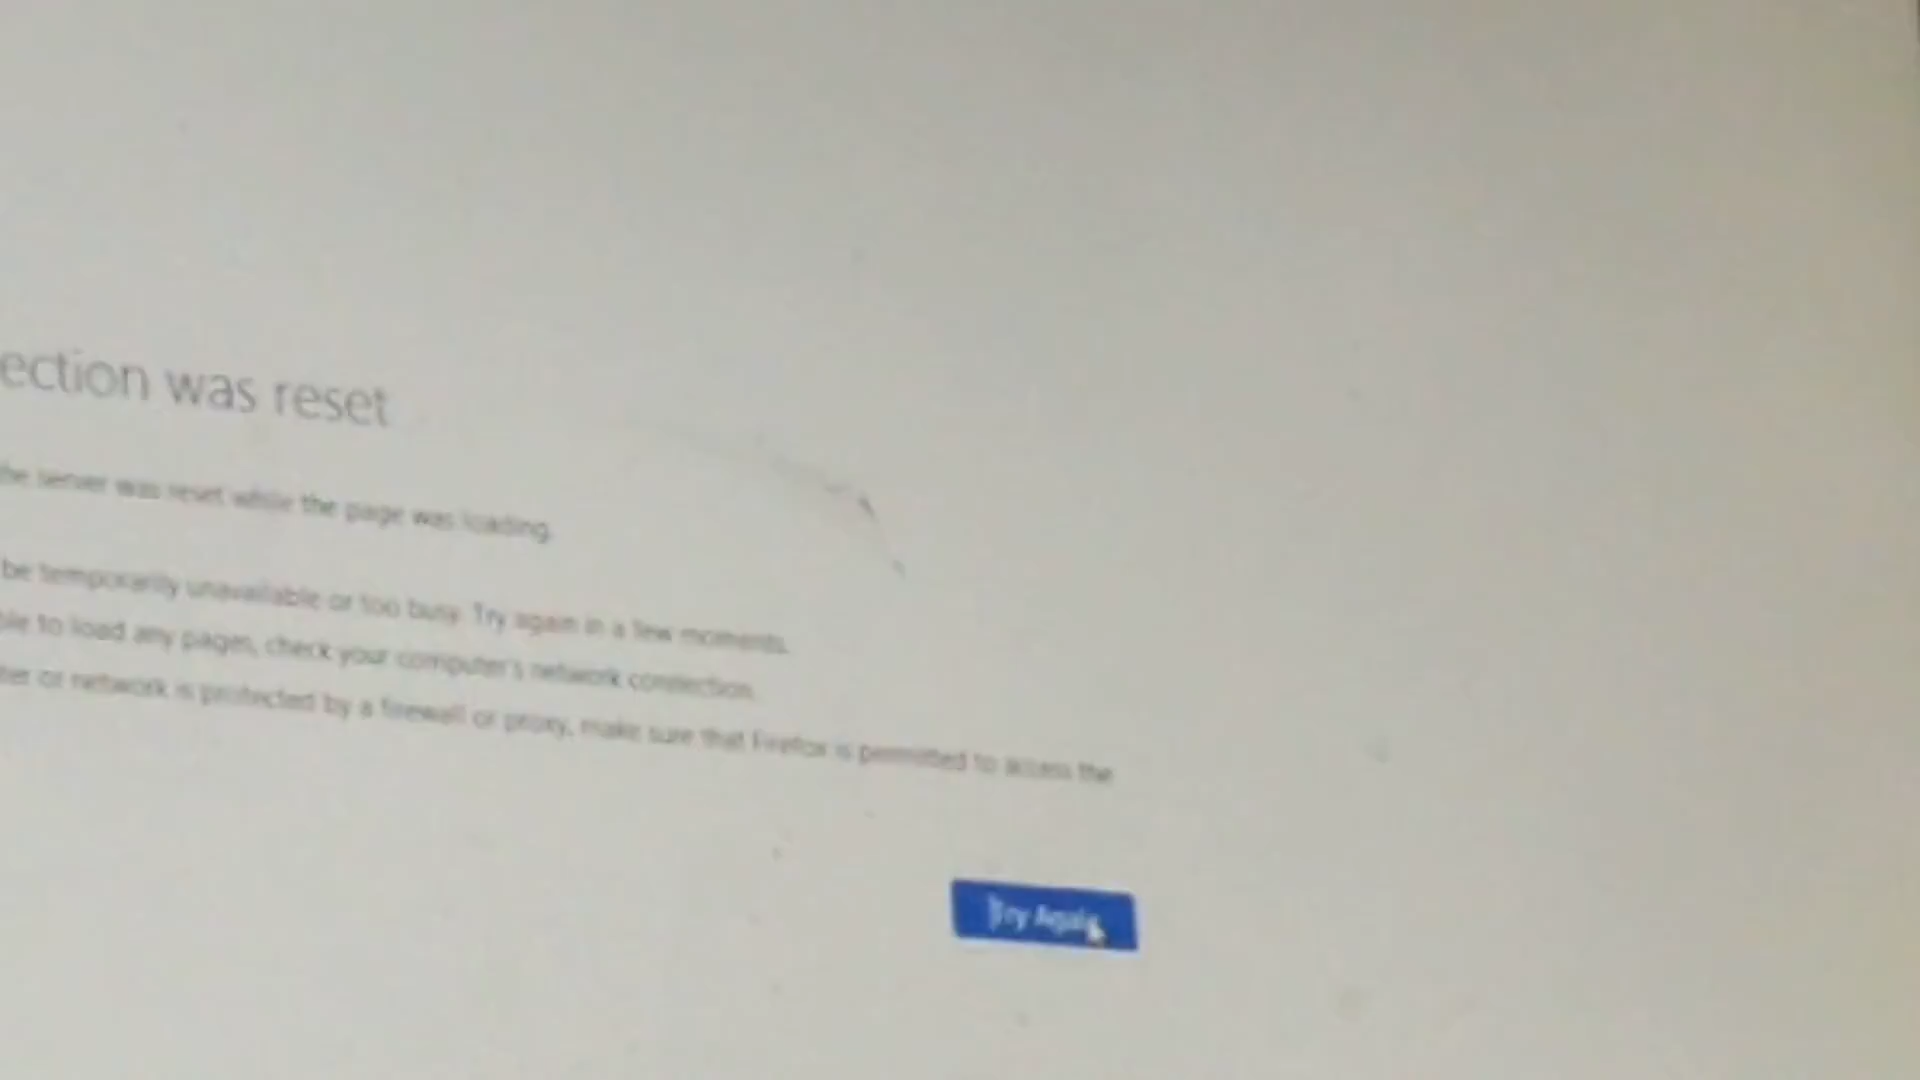 ection was reset
the server was reset while the page was loading.
be temporarily unavailable or too busy. Try again in a few moments.
ble to load any pages, check your computer's network connection.
ter or network is protected by a firewall or proxy, make sure that Firefox is permitted to access the
Try Again